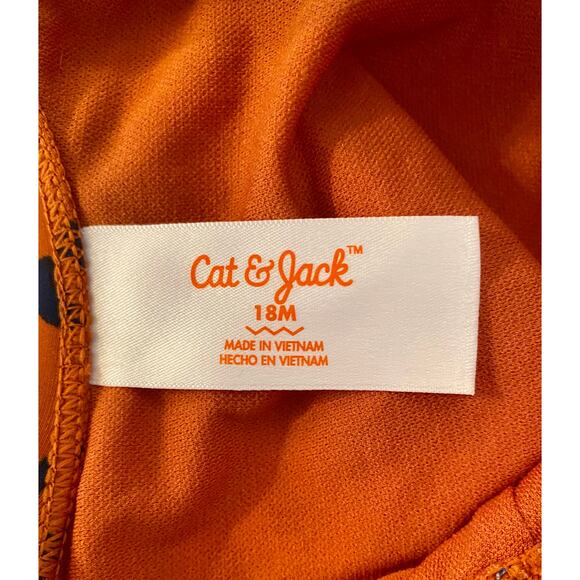 Cat & Jack™
18M
MADE IN VIETNAM
HECHO EN VIETNAM